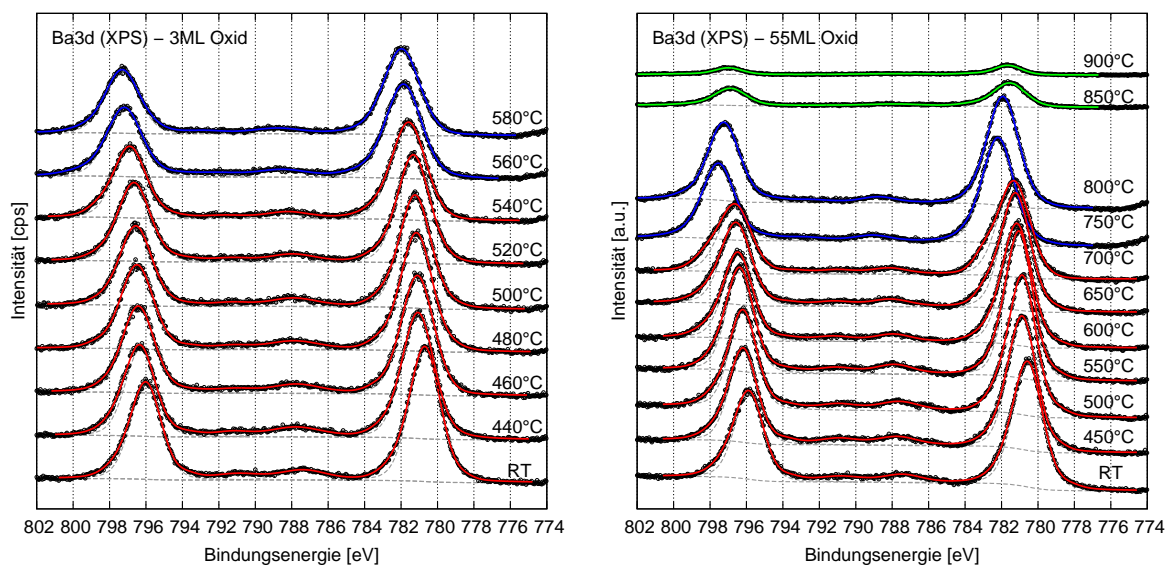 Ba3d (XPS) – 3ML Oxid
580°C
560°C
540°C
520°C
500°C
480°C
460°C
440°C
RT
Intensität [cps]
802 800 798 796 794 792 790 788 786 784 782 780 778 776 774
Bindungsenergie [eV]
Ba3d (XPS) – 55ML Oxid
900°C
850°C
800°C
750°C
700°C
650°C
600°C
550°C
500°C
450°C
RT
Intensität [a.u.]
802 800 798 796 794 792 790 788 786 784 782 780 778 776 774
Bindungsenergie [eV]